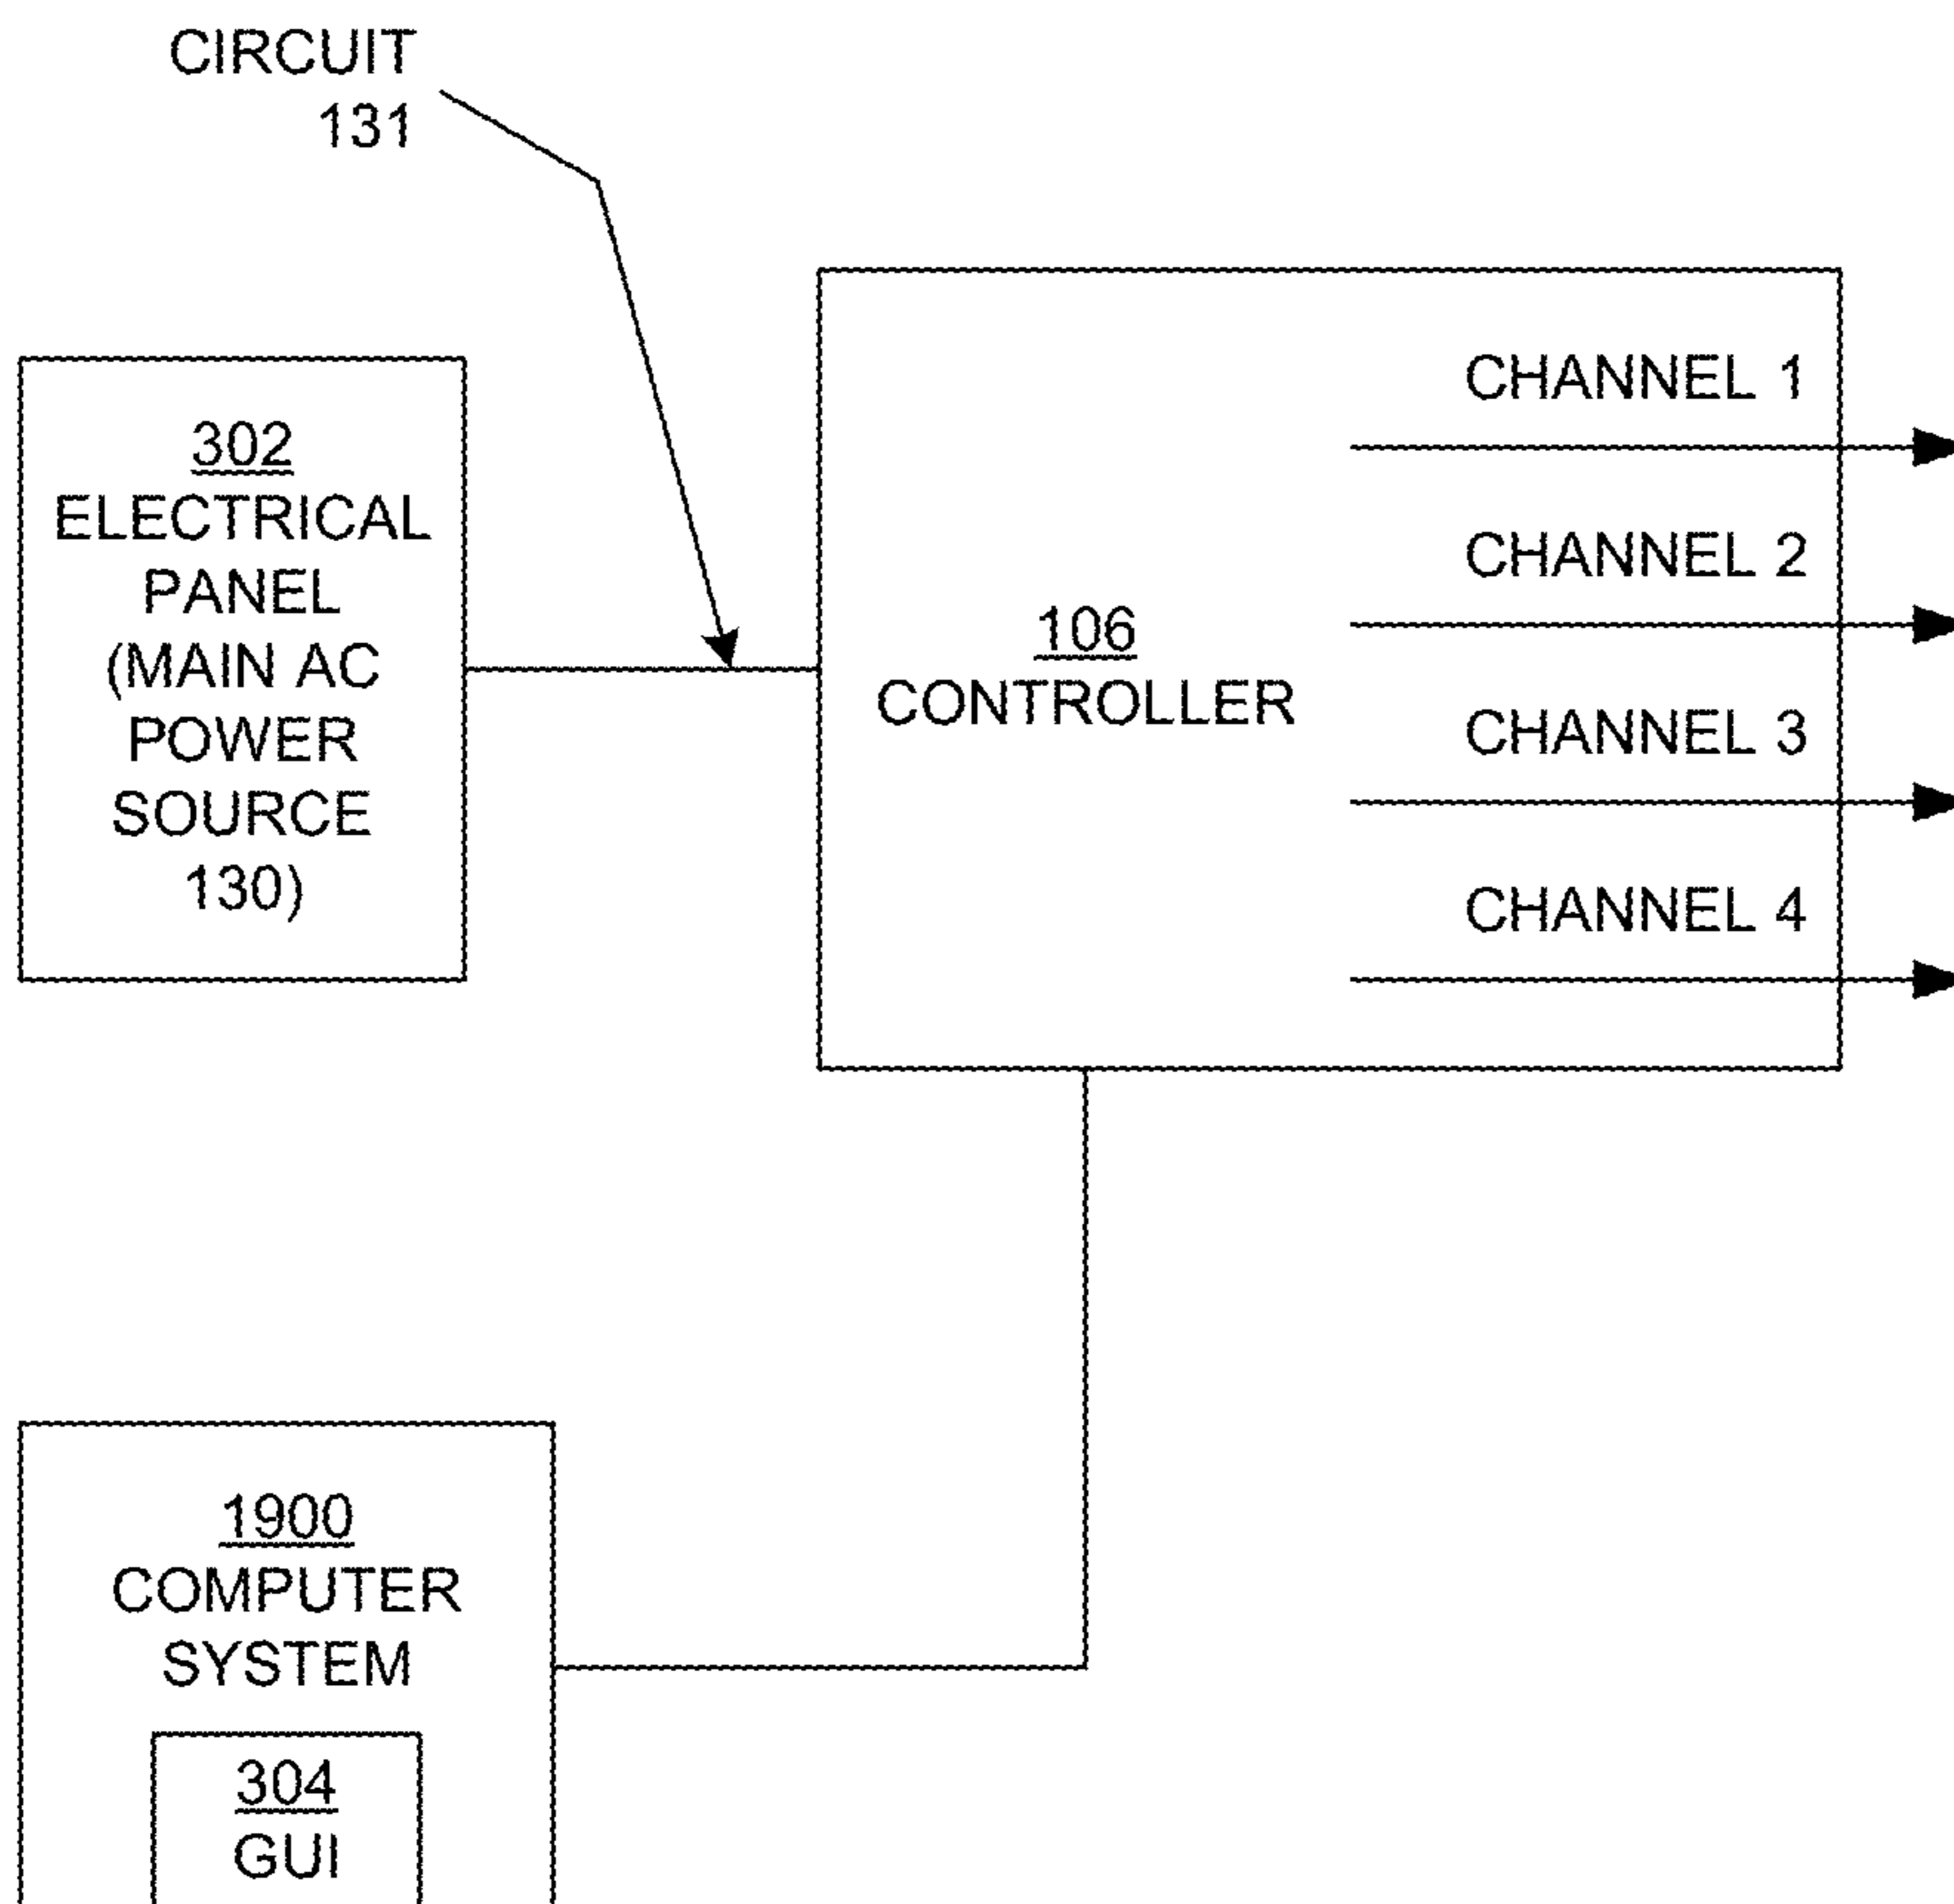 CIRCUIT
131
302
ELECTRICAL
PANEL
(MAIN AC
POWER
SOURCE
130)
106
CONTROLLER
CHANNEL 1
CHANNEL 2
CHANNEL 3
CHANNEL 4
1900
COMPUTER
SYSTEM
304
GUI